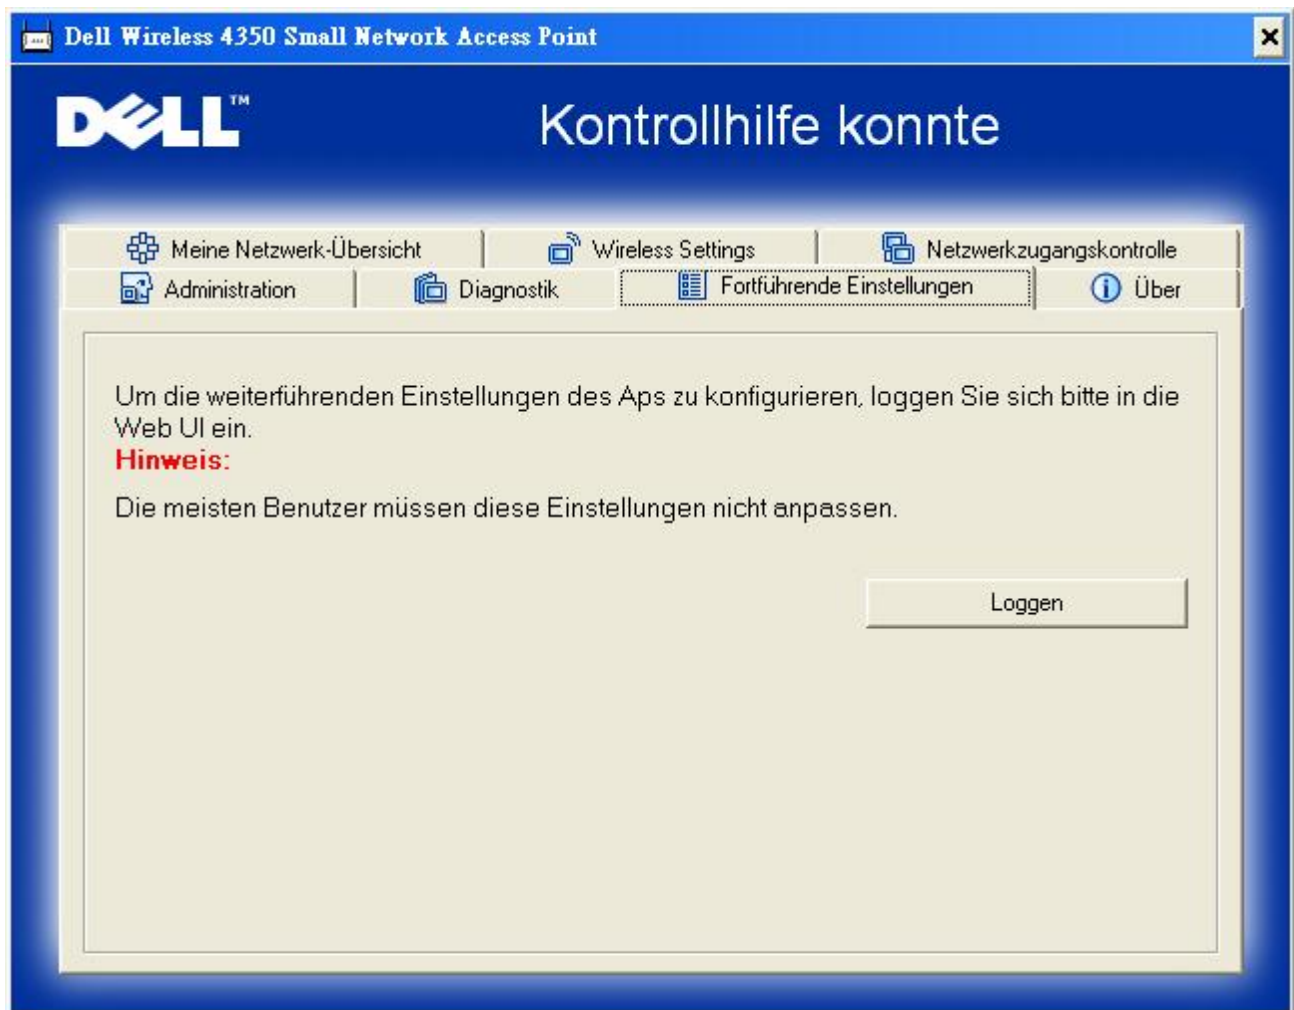 Dell Wireless 4350 Small Network Access Point
DELL™
Kontrollhilfe konnte
Meine Netzwerk-Übersicht
Wireless Settings
Netzwerkzugangskontrolle
Administration
Diagnostik
Fortführende Einstellungen
Über
Um die weiterführenden Einstellungen des Aps zu konfigurieren, loggen Sie sich bitte in die
Web UI ein.
Hinweis:
Die meisten Benutzer müssen diese Einstellungen nicht anpassen.
Loggen